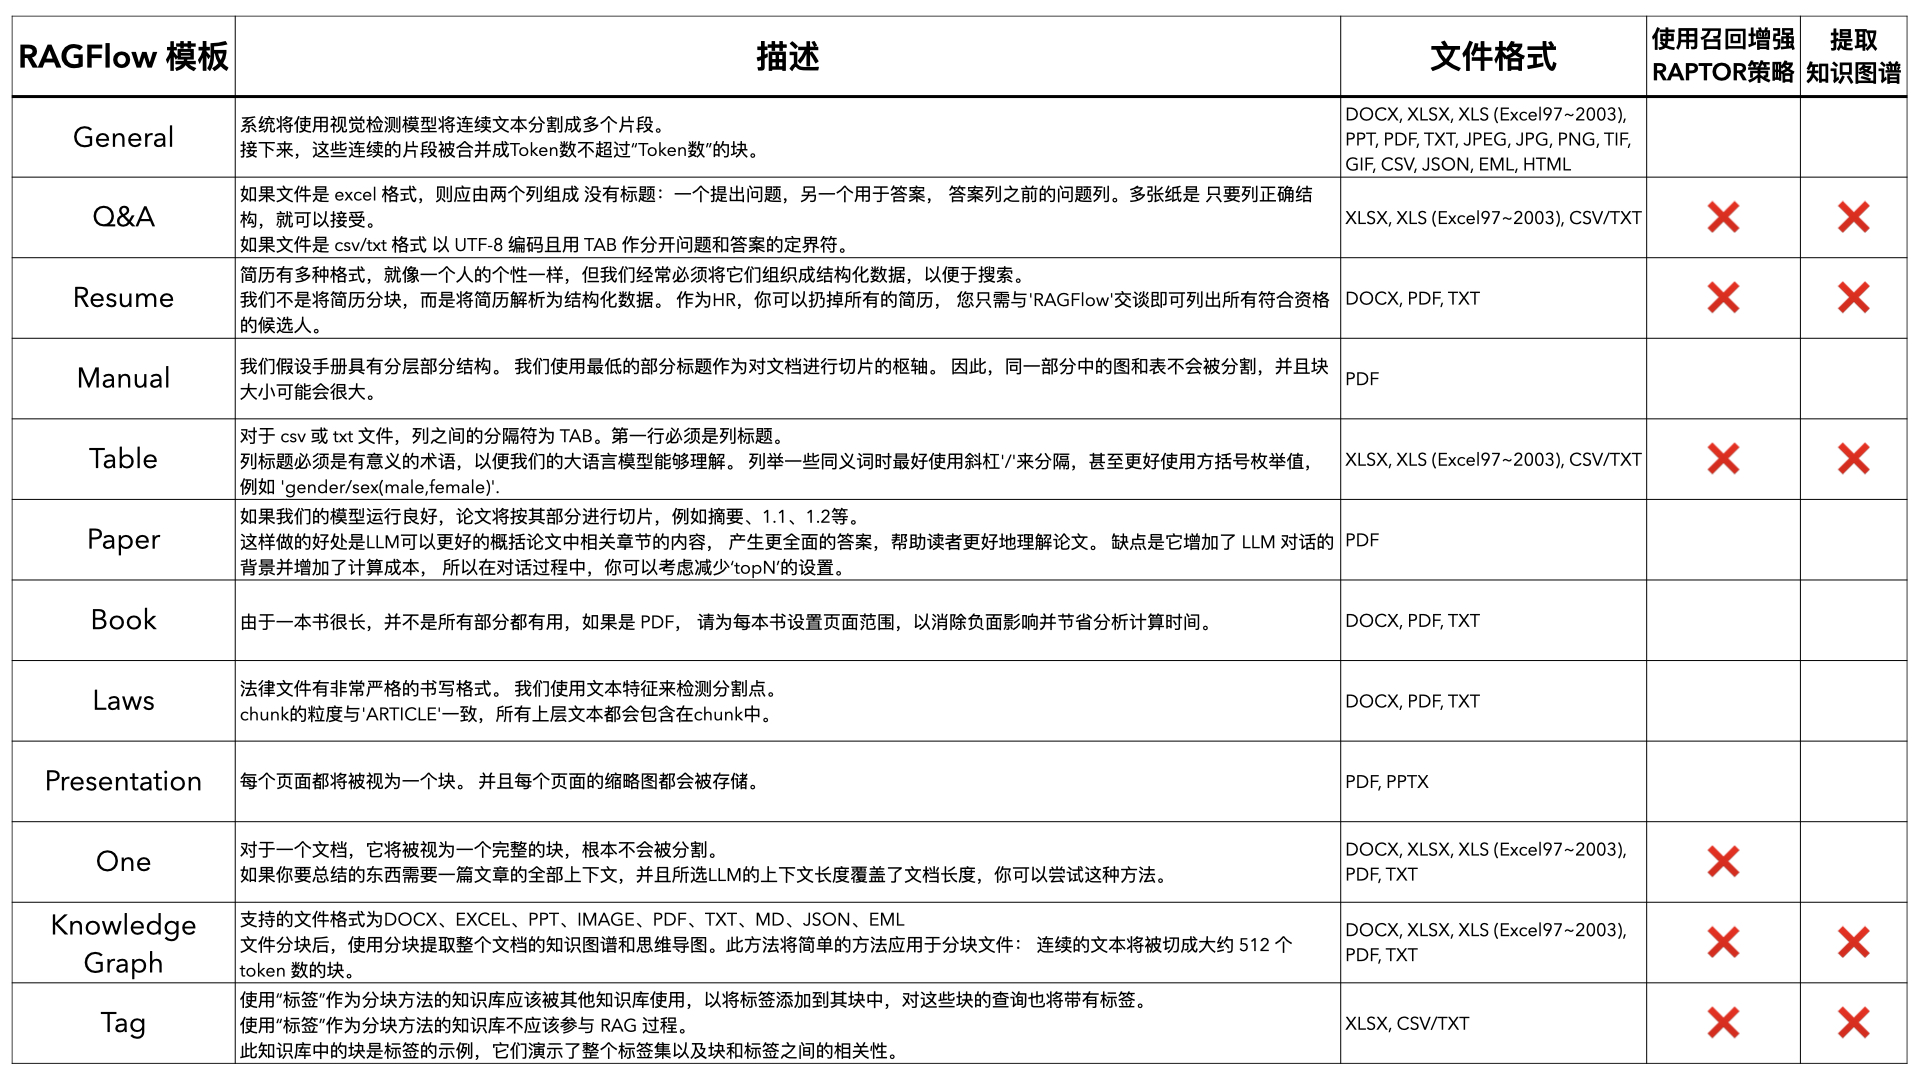 RAGFlow 模板
描述
文件格式
使用召回增强
RAPTOR策略
提取
知识图谱
General
系统将使用视觉检测模型将连续文本分割成多个片段。
接下来，这些连续的片段被合并成Token数不超过“Token数”的块。
DOCX, XLSX, XLS (Excel97~2003),
PPT, PDF, TXT, JPEG, JPG, PNG, TIF,
GIF, CSV, JSON, EML, HTML
Q&A
如果文件是 excel 格式，则应由两个列组成 没有标题：一个提出问题，另一个用于答案， 答案列之前的问题列。多张纸是 只要列正确结
构，就可以接受。
如果文件是 csv/txt 格式 以 UTF-8 编码且用 TAB 作分开问题和答案的定界符。
XLSX, XLS (Excel97~2003), CSV/TXT
Resume
简历有多种格式，就像一个人的个性一样，但我们经常必须将它们组织成结构化数据，以便于搜索。
我们不是将简历分块，而是将简历解析为结构化数据。 作为HR，你可以扔掉所有的简历， 您只需与'RAGFlow'交谈即可列出所有符合资格
的候选人。
DOCX, PDF, TXT
Manual
我们假设手册具有分层部分结构。 我们使用最低的部分标题作为对文档进行切片的枢轴。 因此，同一部分中的图和表不会被分割，并且块
大小可能会很大。
PDF
Table
对于 csv 或 txt 文件，列之间的分隔符为 TAB。第一行必须是列标题。
列标题必须是有意义的术语，以便我们的大语言模型能够理解。 列举一些同义词时最好使用斜杠'/'来分隔，甚至更好使用方括号枚举值，
例如 'gender/sex(male,female)'.
XLSX, XLS (Excel97~2003), CSV/TXT
Paper
如果我们的模型运行良好，论文将按其部分进行切片，例如摘要、1.1、1.2等。
这样做的好处是LLM可以更好的概括论文中相关章节的内容， 产生更全面的答案，帮助读者更好地理解论文。 缺点是它增加了 LLM 对话的
背景并增加了计算成本， 所以在对话过程中，你可以考虑减少‘topN’的设置。
PDF
Book
由于一本书很长，并不是所有部分都有用，如果是 PDF， 请为每本书设置页面范围，以消除负面影响并节省分析计算时间。
DOCX, PDF, TXT
Laws
法律文件有非常严格的书写格式。 我们使用文本特征来检测分割点。
chunk的粒度与'ARTICLE'一致，所有上层文本都会包含在chunk中。
DOCX, PDF, TXT
Presentation
每个页面都将被视为一个块。 并且每个页面的缩略图都会被存储。
PDF, PPTX
One
对于一个文档，它将被视为一个完整的块，根本不会被分割。
如果你要总结的东西需要一篇文章的全部上下文，并且所选LLM的上下文长度覆盖了文档长度，你可以尝试这种方法。
DOCX, XLSX, XLS (Excel97~2003),
PDF, TXT
Knowledge
Graph
支持的文件格式为DOCX、EXCEL、PPT、IMAGE、PDF、TXT、MD、JSON、EML
文件分块后，使用分块提取整个文档的知识图谱和思维导图。此方法将简单的方法应用于分块文件： 连续的文本将被切成大约 512 个
token 数的块。
DOCX, XLSX, XLS (Excel97~2003),
PDF, TXT
Tag
使用“标签”作为分块方法的知识库应该被其他知识库使用，以将标签添加到其块中，对这些块的查询也将带有标签。
使用“标签”作为分块方法的知识库不应该参与 RAG 过程。
此知识库中的块是标签的示例，它们演示了整个标签集以及块和标签之间的相关性。
XLSX, CSV/TXT